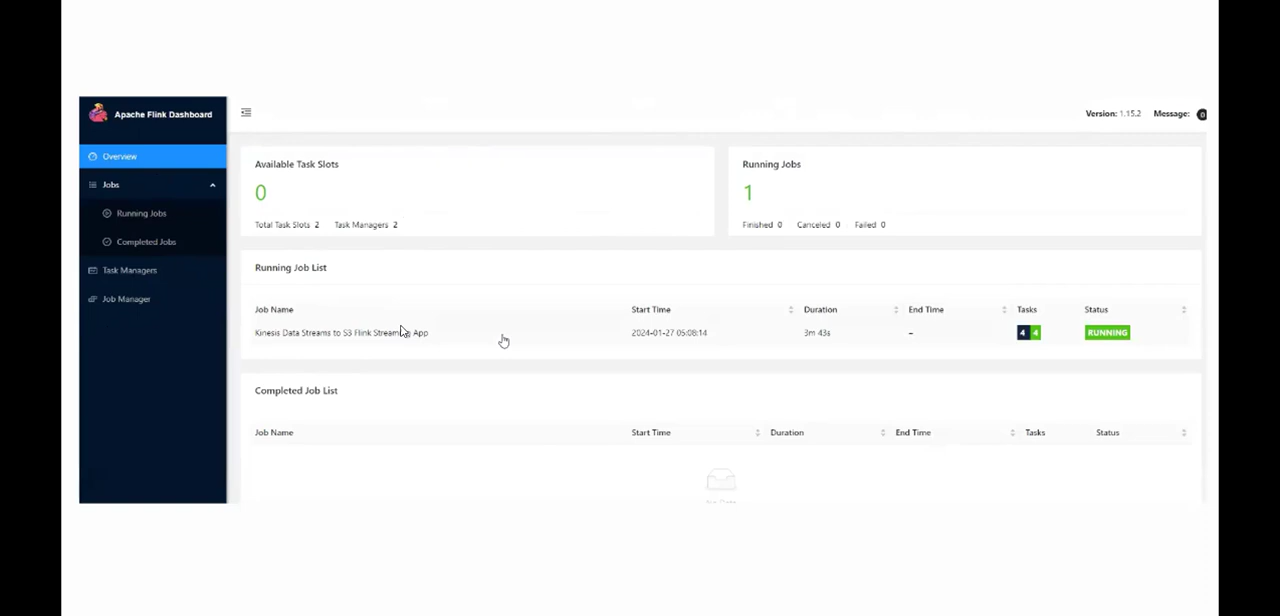 Apache Flink Dashboard
Version: 1.15.2 Message: 0
Overview
Jobs
Running Jobs
Completed Jobs
Task Managers
Job Manager
Available Task Slots
0
Total Task Slots 2 Task Managers 2
Running Jobs
1
Finished 0 Canceled 0 Failed 0
Running Job List
Job Name Start Time Duration End Time Tasks Status
Kinesis Data Streams to S3 Flink Streaming App 2024-01-27 05:08:14 3m 43s – 4 4 RUNNING
Completed Job List
Job Name Start Time Duration End Time Tasks Status